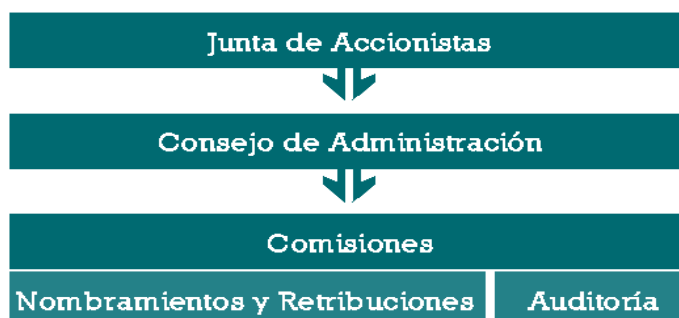 Junta de Accionistas
Consejo de Administración
Comisiones
Nombramientos y Retribuciones
Auditoría